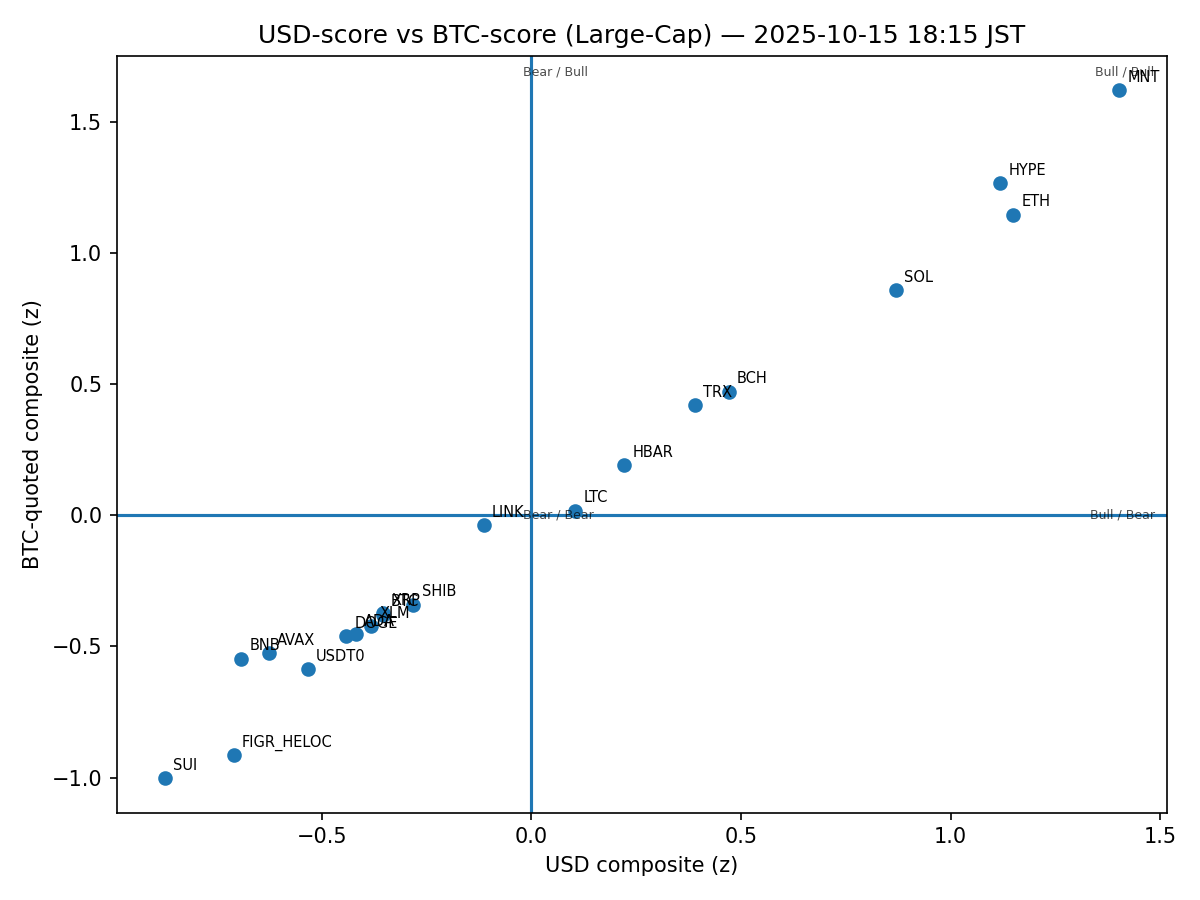 USD-score vs BTC-score (Large-Cap) — 2025-10-15 18:15 JST
Bear / Bull
Bull / Bull
MNT
HYPE
ETH
SOL
BCH
TRX
HBAR
LTC
LINK
Bear / Bear
Bull / Bear
SHIB
XRP
BTC
XLM
ADA
DOGE
BNB
AVAX
USDT0
FIGR_HELOC
SUI
1.5
1.0
0.5
0.0
−0.5
−1.0
BTC-quoted composite (z)
−0.5
0.0
0.5
1.0
1.5
USD composite (z)